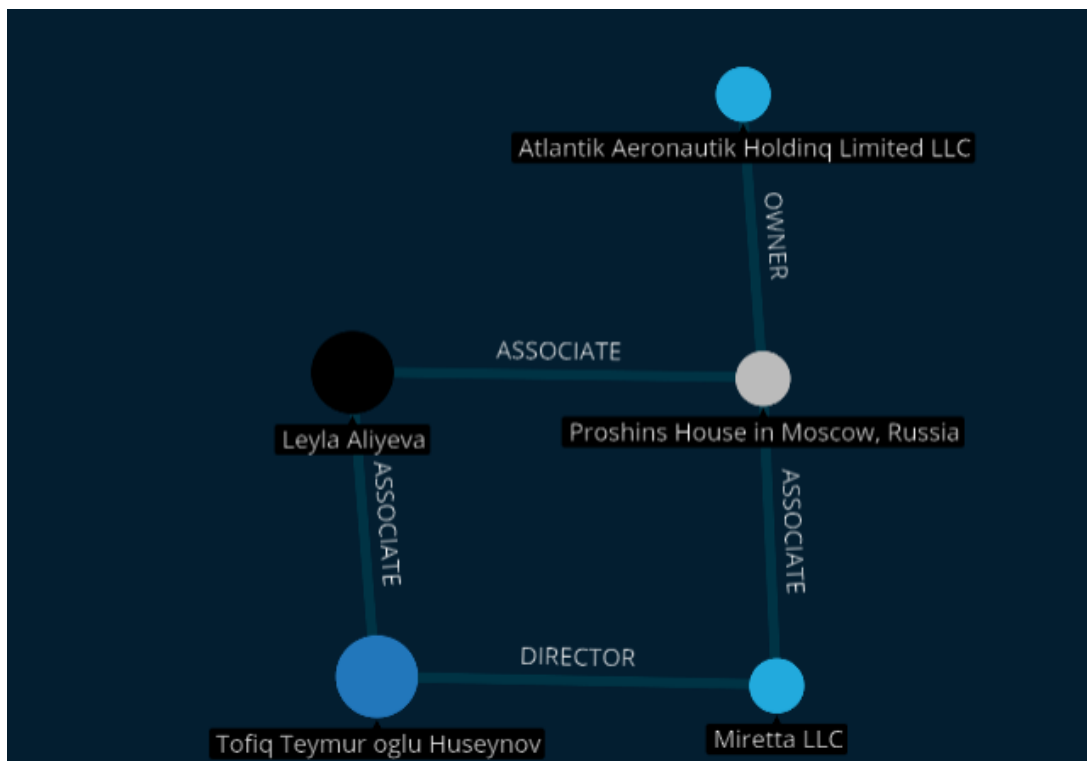 Atlantik Aeronautik Holdinq Limited LLC
OWNER
ASSOCIATE
Leyla Aliyeva
Proshins House in Moscow, Russia
ASSOCIATE
ASSOCIATE
DIRECTOR
Tofiq Teymur oglu Huseynov
Miretta LLC